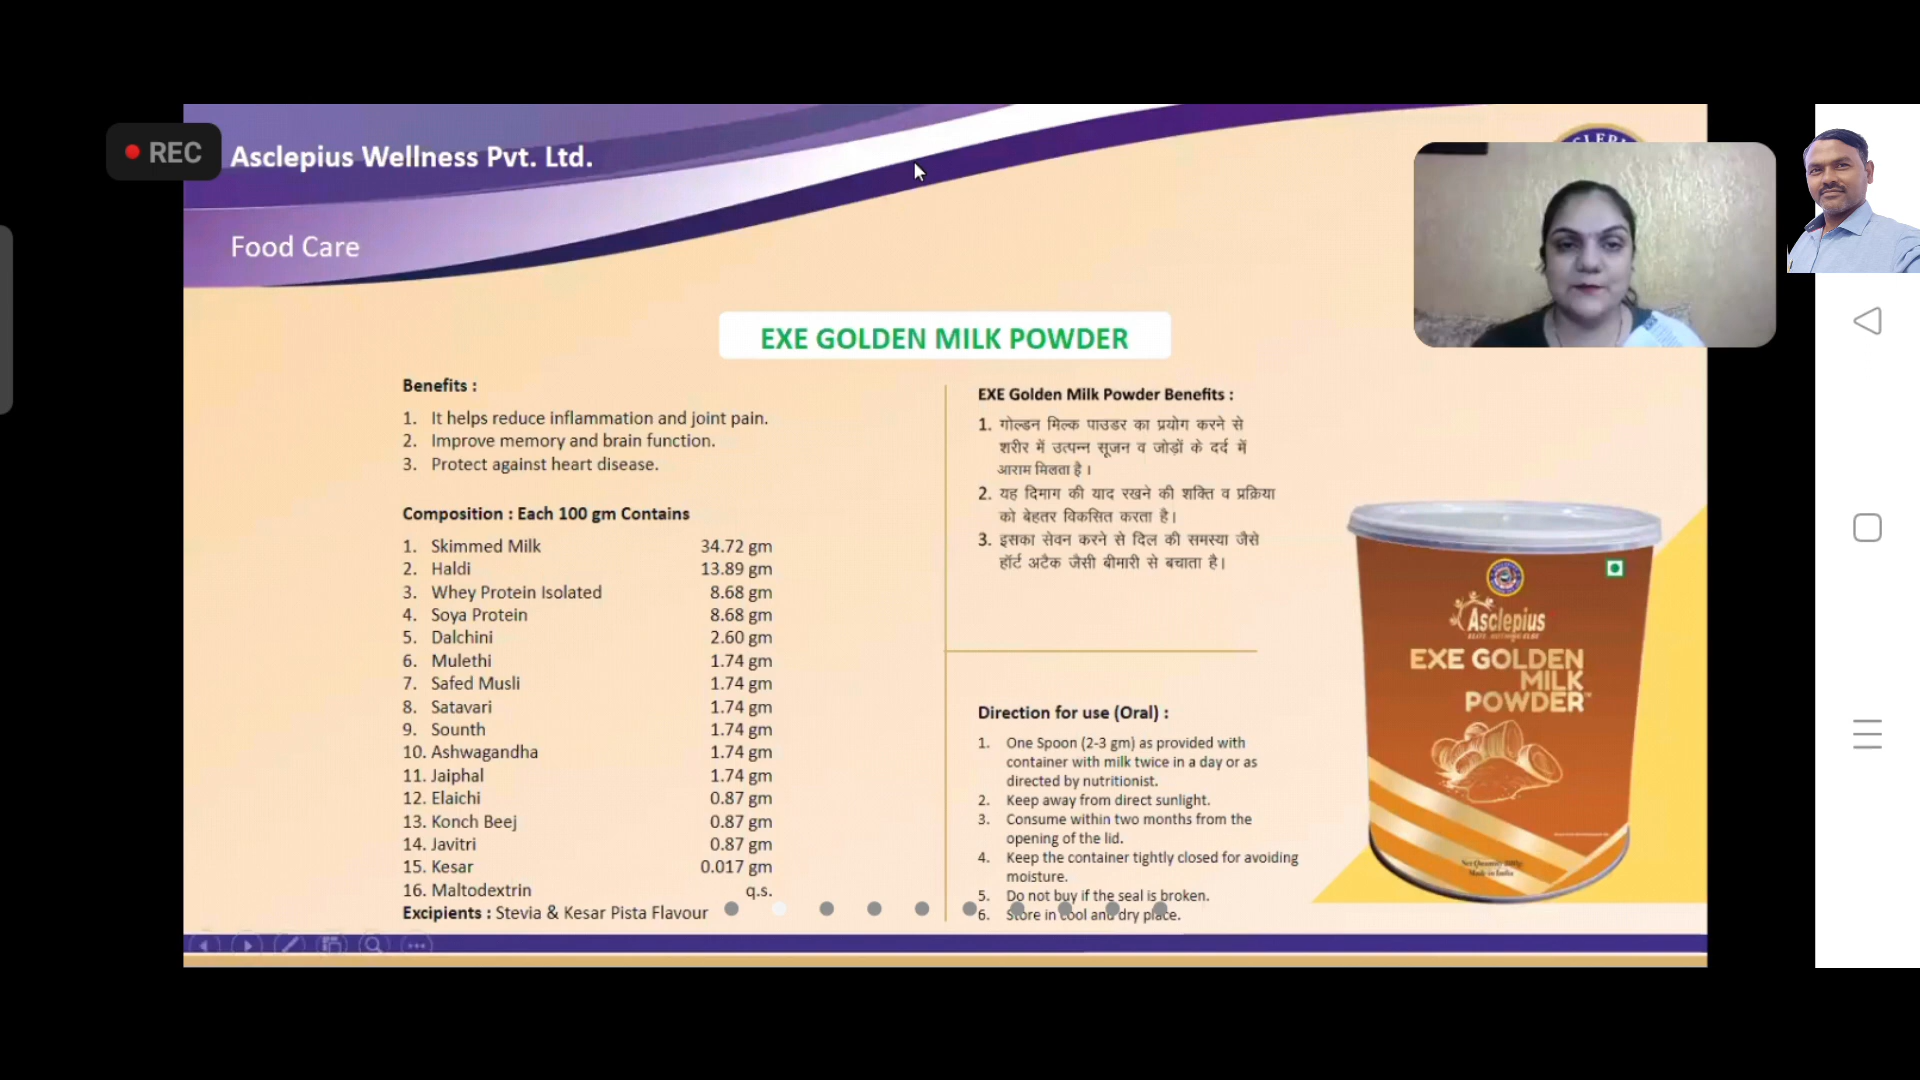 REC
Asclepius Wellness Pvt. Ltd.
Food Care
EXE GOLDEN MILK POWDER
Benefits :
1. It helps reduce inflammation and joint pain.
2. Improve memory and brain function.
3. Protect against heart disease.
Composition : Each 100 gm Contains
1. Skimmed Milk 34.72 gm
2. Haldi 13.89 gm
3. Whey Protein Isolated 8.68 gm
4. Soya Protein 8.68 gm
5. Dalchini 2.60 gm
6. Mulethi 1.74 gm
7. Safed Musli 1.74 gm
8. Satavari 1.74 gm
9. Sounth 1.74 gm
10. Ashwagandha 1.74 gm
11. Jaiphal 1.74 gm
12. Elaichi 0.87 gm
13. Konch Beej 0.87 gm
14. Javitri 0.87 gm
15. Kesar 0.017 gm
16. Maltodextrin q.s.
Excipients : Stevia & Kesar Pista Flavour
EXE Golden Milk Powder Benefits :
1. गोल्डन मिल्क पाउडर का प्रयोग करने से
शरीर में उत्पन्न सूजन व जोड़ों के दर्द में
आराम मिलता है।
2. यह दिमाग की याद रखने की शक्ति व प्रक्रिया
को बेहतर विकसित करता है।
3. इसका सेवन करने से दिल की समस्या जैसे
हॉर्ट अटैक जैसी बीमारी से बचाता है।
Direction for use (Oral) :
1. One Spoon (2-3 gm) as provided with
container with milk twice in a day or as
directed by nutritionist.
2. Keep away from direct sunlight.
3. Consume within two months from the
opening of the lid.
4. Keep the container tightly closed for avoiding
moisture.
5. Do not buy if the seal is broken.
6. Store in cool and dry place.
Asclepius
EXE GOLDEN
MILK
POWDER
Made in India